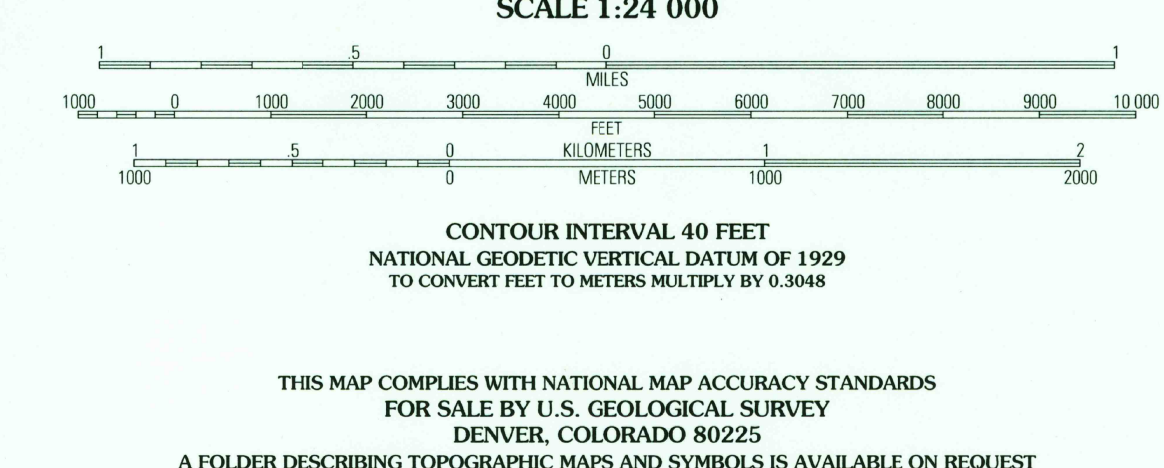 SCALE 1:24 000
1 .5 0 1
MILES
1000 0 1000 2000 3000 4000 5000 6000 7000 8000 9000 10 000
FEET
1 .5 0 KILOMETERS 1 2
1000 0 METERS 1000 2000
CONTOUR INTERVAL 40 FEET
NATIONAL GEODETIC VERTICAL DATUM OF 1929
TO CONVERT FEET TO METERS MULTIPLY BY 0.3048
THIS MAP COMPLIES WITH NATIONAL MAP ACCURACY STANDARDS
FOR SALE BY U.S. GEOLOGICAL SURVEY
DENVER, COLORADO 80225
A FOLDER DESCRIBING TOPOGRAPHIC MAPS AND SYMBOLS IS AVAILABLE ON REQUEST